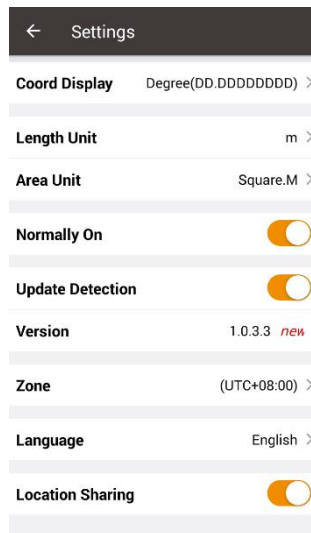 Settings
Coord Display Degree(DD.DDDDDDDD)
Length Unit m
Area Unit Square.M
Normally On
Update Detection
Version 1.0.3.3 new
Zone (UTC+08:00)
Language English
Location Sharing